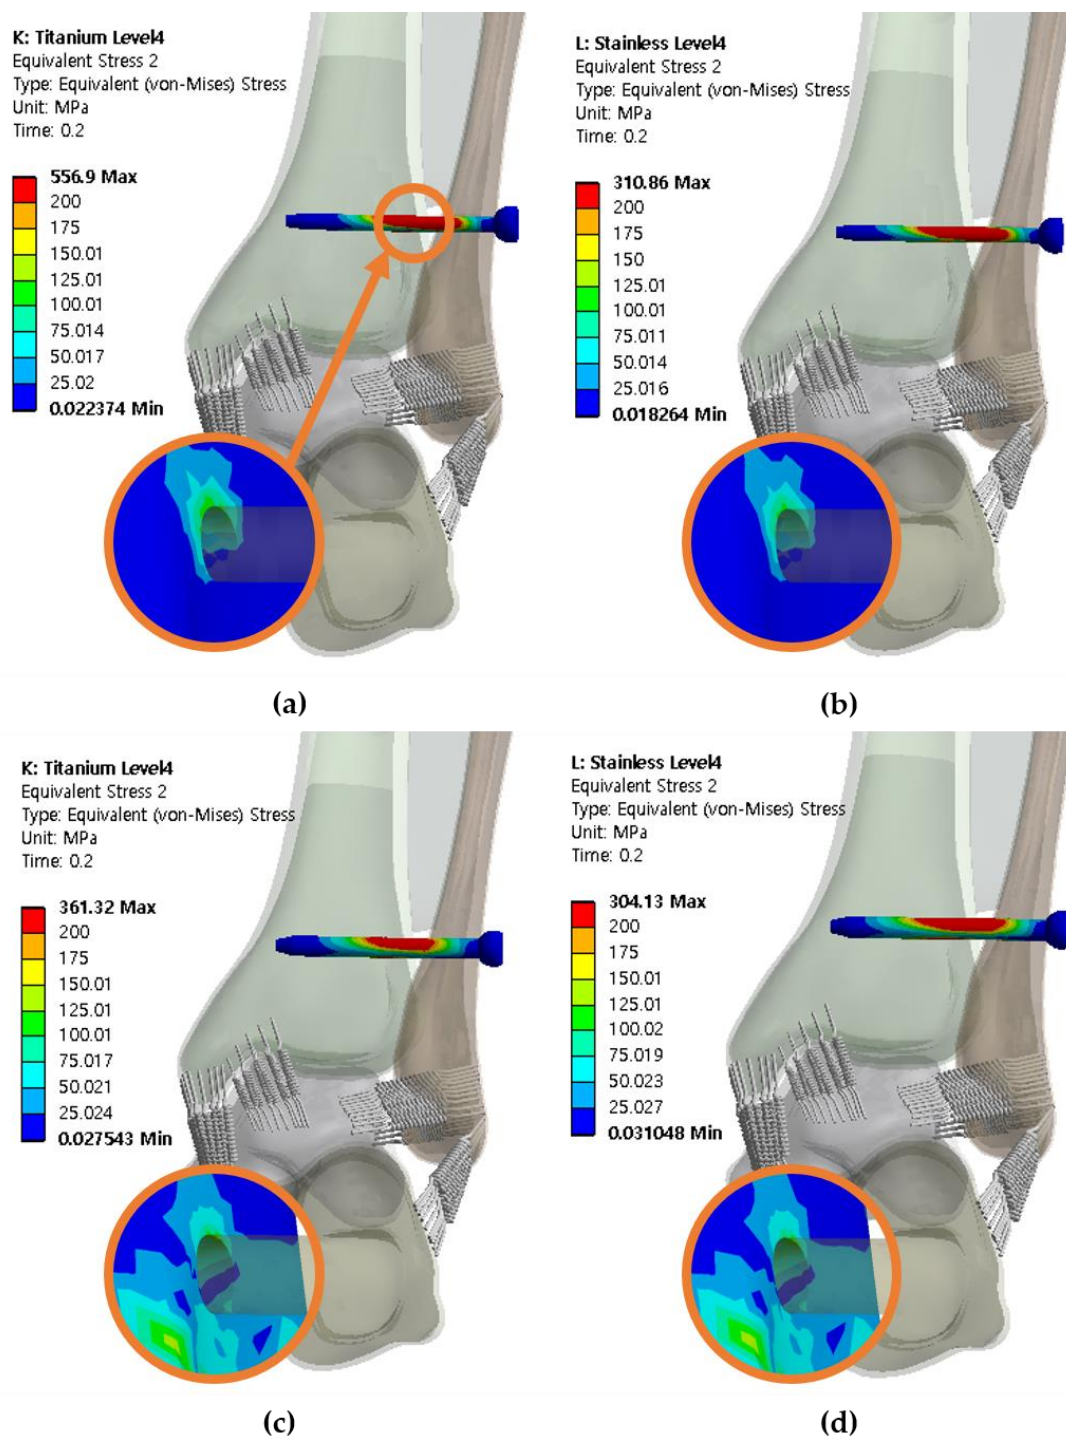 K: Titanium Level4
Equivalent Stress 2
Type: Equivalent (von-Mises) Stress
Unit: MPa
Time: 0.2
556.9 Max
200
175
150.01
125.01
100.01
75.014
50.017
25.02
0.022374 Min
(a)
L: Stainless Level4
Equivalent Stress 2
Type: Equivalent (von-Mises) Stress
Unit: MPa
Time: 0.2
310.86 Max
200
175
150
125.01
100.01
75.011
50.014
25.016
0.018264 Min
(b)
K: Titanium Level4
Equivalent Stress 2
Type: Equivalent (von-Mises) Stress
Unit: MPa
Time: 0.2
361.32 Max
200
175
150.01
125.01
100.01
75.017
50.021
25.024
0.027543 Min
(c)
L: Stainless Level4
Equivalent Stress 2
Type: Equivalent (von-Mises) Stress
Unit: MPa
Time: 0.2
304.13 Max
200
175
150.01
125.01
100.02
75.019
50.023
25.027
0.031048 Min
(d)